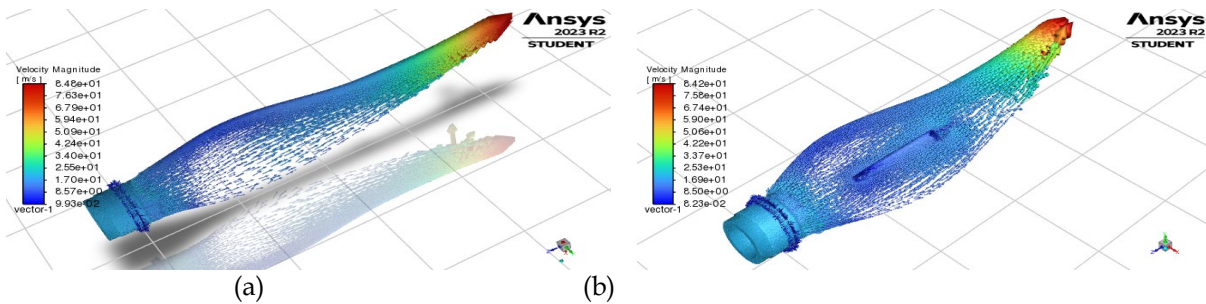 Ansys
2023 R2
STUDENT
Velocity Magnitude
[ m/s ]
8.48e+01
7.63e+01
6.79e+01
5.94e+01
5.09e+01
4.24e+01
3.40e+01
2.55e+01
1.70e+01
8.57e+00
9.93e-02
vector-1
(a)
Ansys
2023 R2
STUDENT
Velocity Magnitude
[ m/s ]
8.42e+01
7.58e+01
6.74e+01
5.90e+01
5.06e+01
4.22e+01
3.37e+01
2.53e+01
1.69e+01
8.50e+00
8.23e-02
vector-1
(b)